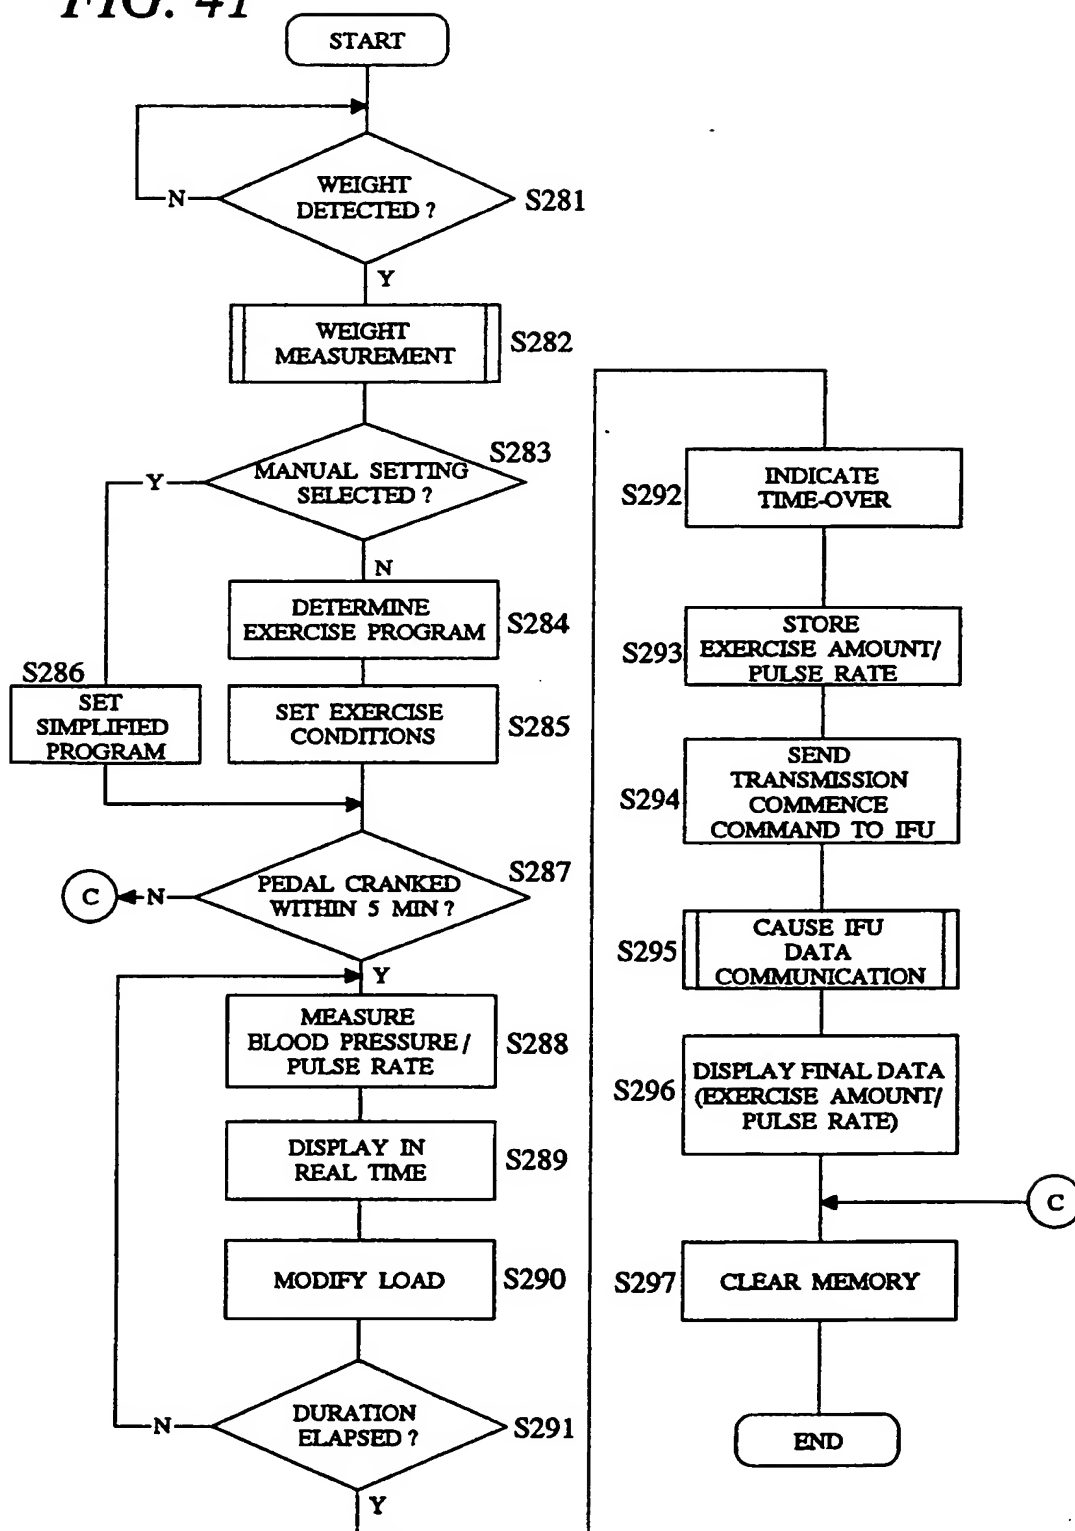 FIG. 41
START
WEIGHT
DETECTED ?
S281
N
Y
WEIGHT
MEASUREMENT
S282
MANUAL SETTING
SELECTED ?
S283
Y
N
DETERMINE
EXERCISE PROGRAM
S284
S286
SET
SIMPLIFIED
PROGRAM
SET EXERCISE
CONDITIONS
S285
PEDAL CRANKED
WITHIN 5 MIN ?
S287
C
N
Y
MEASURE
BLOOD PRESSURE /
PULSE RATE
S288
DISPLAY IN
REAL TIME
S289
MODIFY LOAD
S290
DURATION
ELAPSED ?
S291
N
Y
S292
INDICATE
TIME-OVER
S293
STORE
EXERCISE AMOUNT/
PULSE RATE
S294
SEND
TRANSMISSION
COMMENCE
COMMAND TO IFU
S295
CAUSE IFU
DATA
COMMUNICATION
S296
DISPLAY FINAL DATA
(EXERCISE AMOUNT/
PULSE RATE)
C
S297
CLEAR MEMORY
END